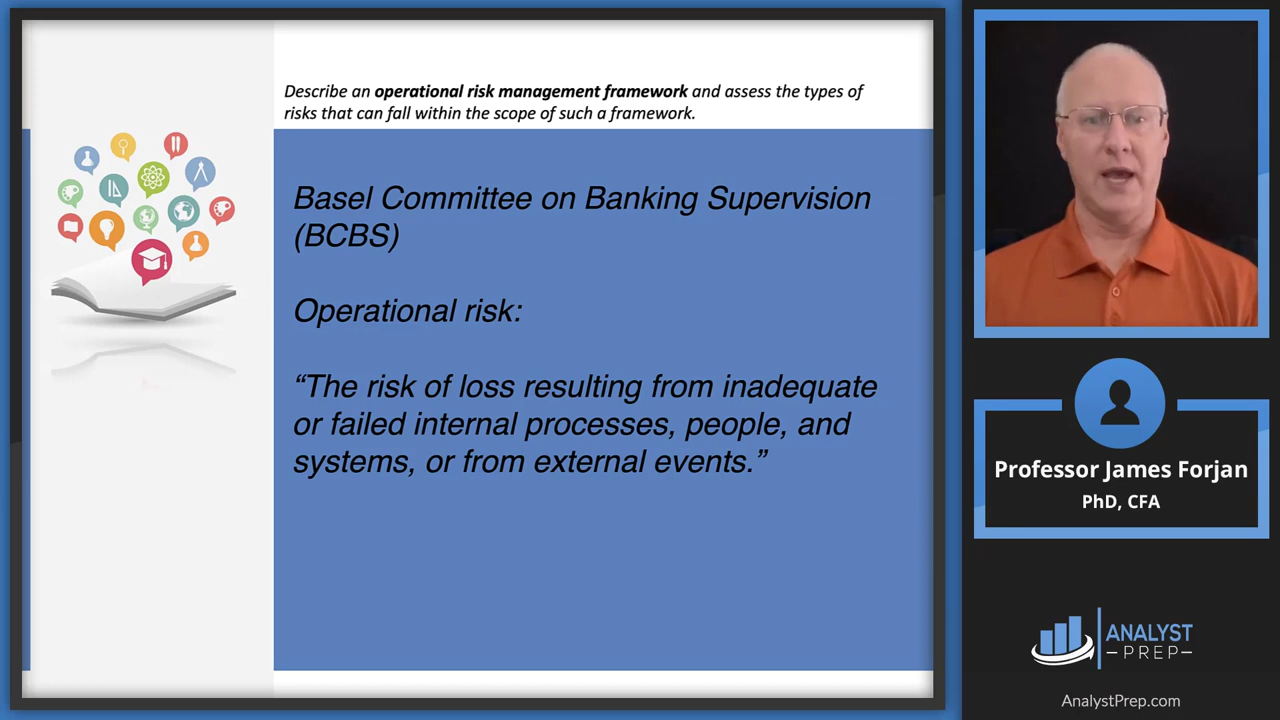 Describe an operational risk management framework and assess the types of
risks that can fall within the scope of such a framework.
Basel Committee on Banking Supervision
(BCBS)
Operational risk:
“The risk of loss resulting from inadequate
or failed internal processes, people, and
systems, or from external events.”
Professor James Forjan
PhD, CFA
ANALYST
PREP
AnalystPrep.com